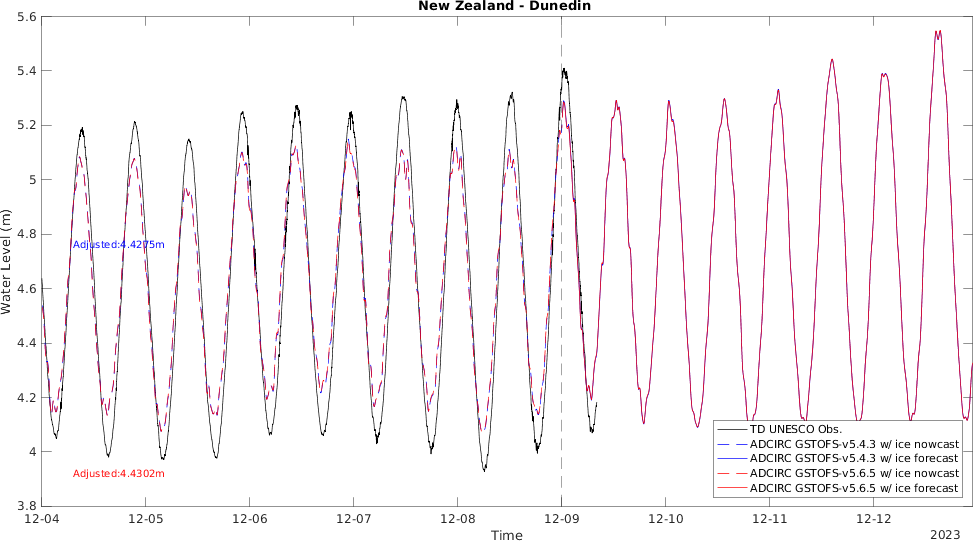 New Zealand - Dunedin
5.6
5.4
5.2
5
4.8
4.6
4.4
4.2
4
3.8
Water Level (m)
Adjusted:4.4275m
Adjusted:4.4302m
TD UNESCO Obs.
ADCIRC GSTOFS-v5.4.3 w/ ice nowcast
ADCIRC GSTOFS-v5.4.3 w/ ice forecast
ADCIRC GSTOFS-v5.6.5 w/ ice nowcast
ADCIRC GSTOFS-v5.6.5 w/ ice forecast
12-04 12-05 12-06 12-07 12-08 12-09 12-10 12-11 12-12
Time
2023